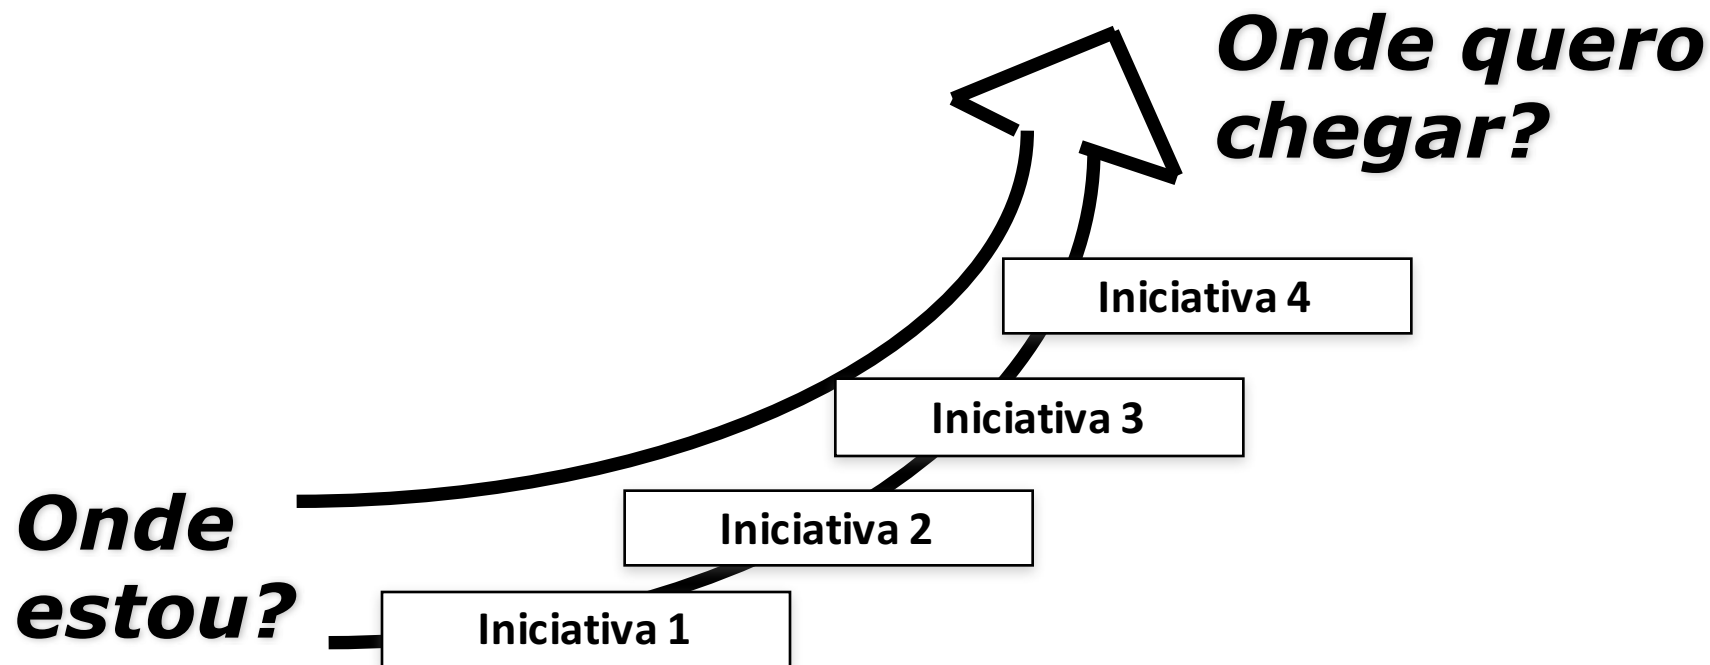 Onde quero
chegar?
Iniciativa 4
Iniciativa 3
Iniciativa 2
Iniciativa 1
Onde
estou?